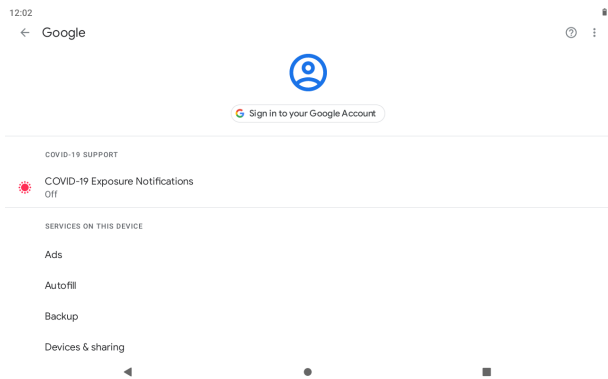 12:02
Google
Sign in to your Google Account
COVID-19 SUPPORT
COVID-19 Exposure Notifications
Off
SERVICES ON THIS DEVICE
Ads
Autofill
Backup
Devices & sharing